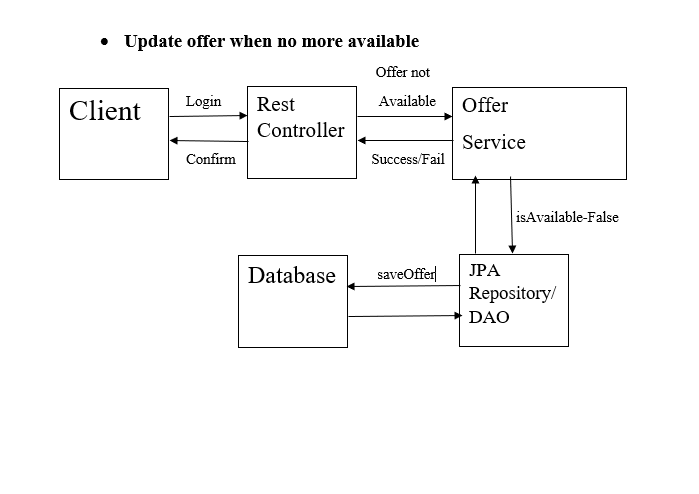 • Update offer when no more available
Offer not
Client
Login
Rest
Controller
Available
Offer
Service
Confirm
Success/Fail
isAvailable-False
Database
saveOffer
JPA
Repository/
DAO